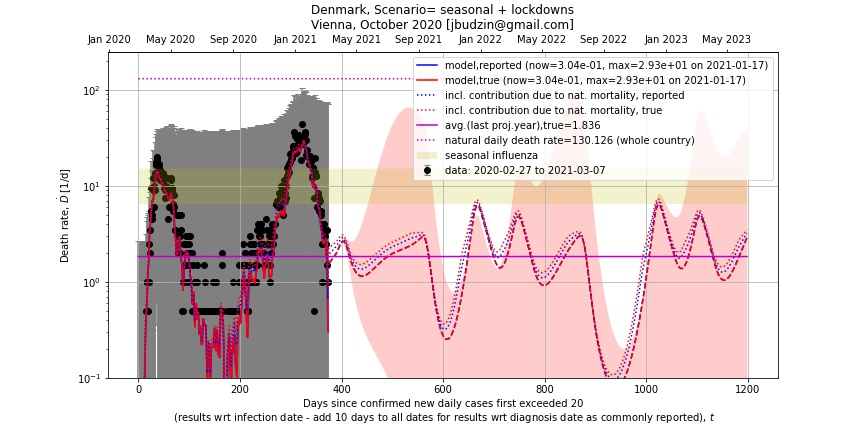 Denmark, Scenario= seasonal + lockdowns
Vienna, October 2020 [jbudzin@gmail.com]
Jan 2020 May 2020 Sep 2020 Jan 2021 May 2021 Sep 2021 Jan 2022 May 2022 Sep 2022 Jan 2023 May 2023
model,reported (now=3.04e-01, max=2.93e+01 on 2021-01-17)
model,true (now=3.04e-01, max=2.93e+01 on 2021-01-17)
incl. contribution due to nat. mortality, reported
incl. contribution due to nat. mortality, true
avg.(last proj.year),true=1.836
natural daily death rate=130.126 (whole country)
seasonal influenza
data: 2020-02-27 to 2021-03-07
Death rate, D [1/d]
10²
10¹
10⁰
10⁻¹
0 200 400 600 800 1000 1200
Days since confirmed new daily cases first exceeded 20
(results wrt infection date - add 10 days to all dates for results wrt diagnosis date as commonly reported), t